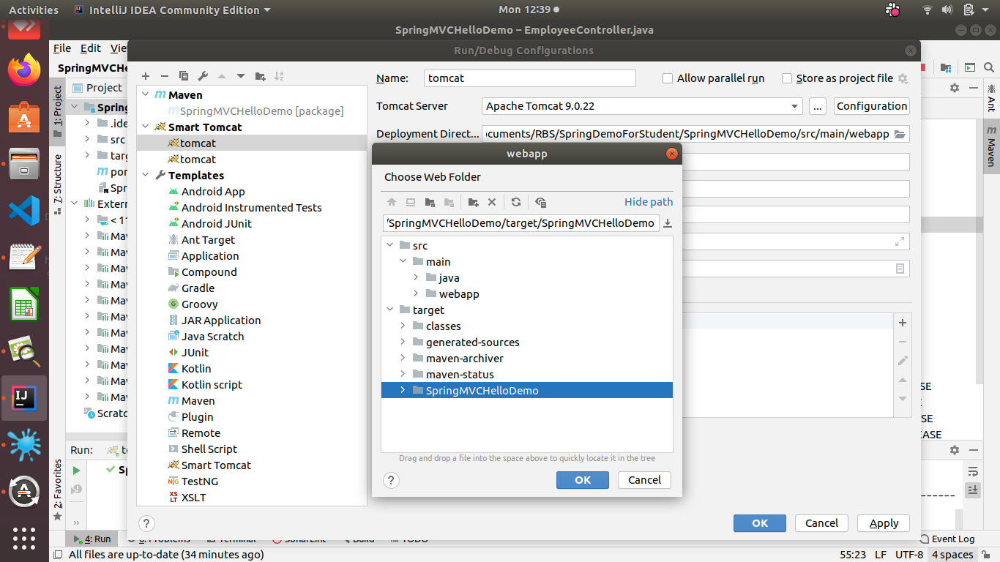 Activities IntelliJ IDEA Community Edition Mon 12:39
SpringMVCHelloDemo – EmployeeController.java
File Edit Vie
Run/Debug Configurations
SpringMVCHe
Name: tomcat Allow parallel run Store as project file
Project
Maven
SpringMVCHelloDemo [package]
Tomcat Server Apache Tomcat 9.0.22 ... Configuration
Spring
.ide
src
targ
pon
Spri
Extern
< 11
Mav
Mav
Mav
Mav
Mav
Mav
Mav
Mav
Mav
Mav
Mav
Scratc
1: Project
7: Structure
2: Favorites
Ant
Maven
Smart Tomcat
tomcat
tomcat
Deployment Direct... ocuments/RBS/SpringDemoForStudent/SpringMVCHelloDemo/src/main/webapp
Templates
Android App
Android Instrumented Tests
Android JUnit
Ant Target
Application
Compound
Gradle
Groovy
JAR Application
Java Scratch
JUnit
Kotlin
Kotlin script
Maven
Plugin
Remote
Shell Script
Smart Tomcat
TestNG
XSLT
webapp
Choose Web Folder
Hide path
/SpringMVCHelloDemo/target/SpringMVCHelloDemo
src
main
java
webapp
target
classes
generated-sources
maven-archiver
maven-status
SpringMVCHelloDemo
Drag and drop a file into the space above to quickly locate it in the tree
? OK Cancel
? OK Cancel Apply
Run: to
Sp
4: Run 6: Problems Terminal SonarLint Build TODO Event Log
All files are up-to-date (34 minutes ago) 55:23 LF UTF-8 4 spaces